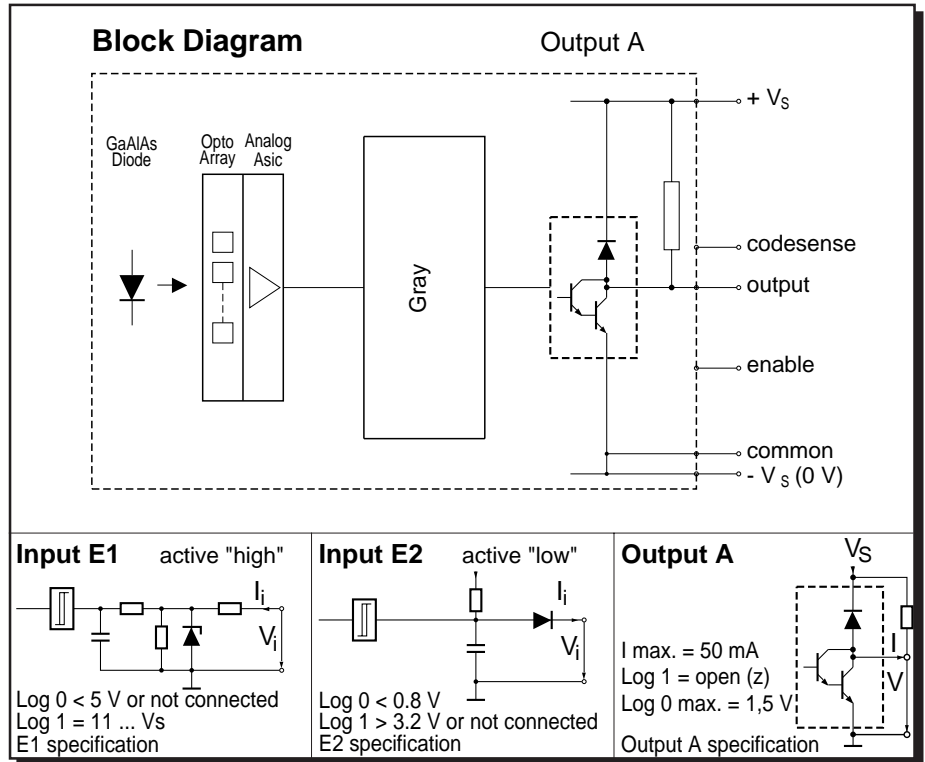 Block Diagram
Output A
+ VS
GaAlAs
Diode
Opto
Array
Analog
Asic
Gray
codesense
output
enable
common
- V S (0 V)
Input E1 active "high"
Ii
Vi
Log 0 < 5 V or not connected
Log 1 = 11 ... Vs
E1 specification
Input E2 active "low"
Ii
Vi
Log 0 < 0.8 V
Log 1 > 3.2 V or not connected
E2 specification
Output A
VS
I max. = 50 mA
Log 1 = open (z)
Log 0 max. = 1,5 V
I
V
Output A specification